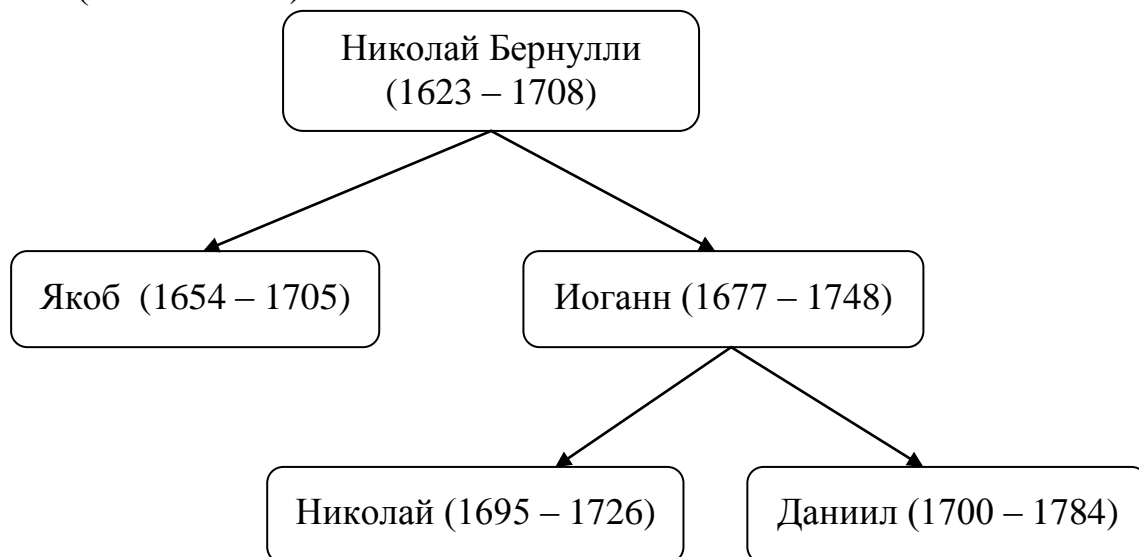 Николай Бернулли
(1623 – 1708)
Якоб (1654 – 1705)
Иоганн (1677 – 1748)
Николай (1695 – 1726)
Даниил (1700 – 1784)